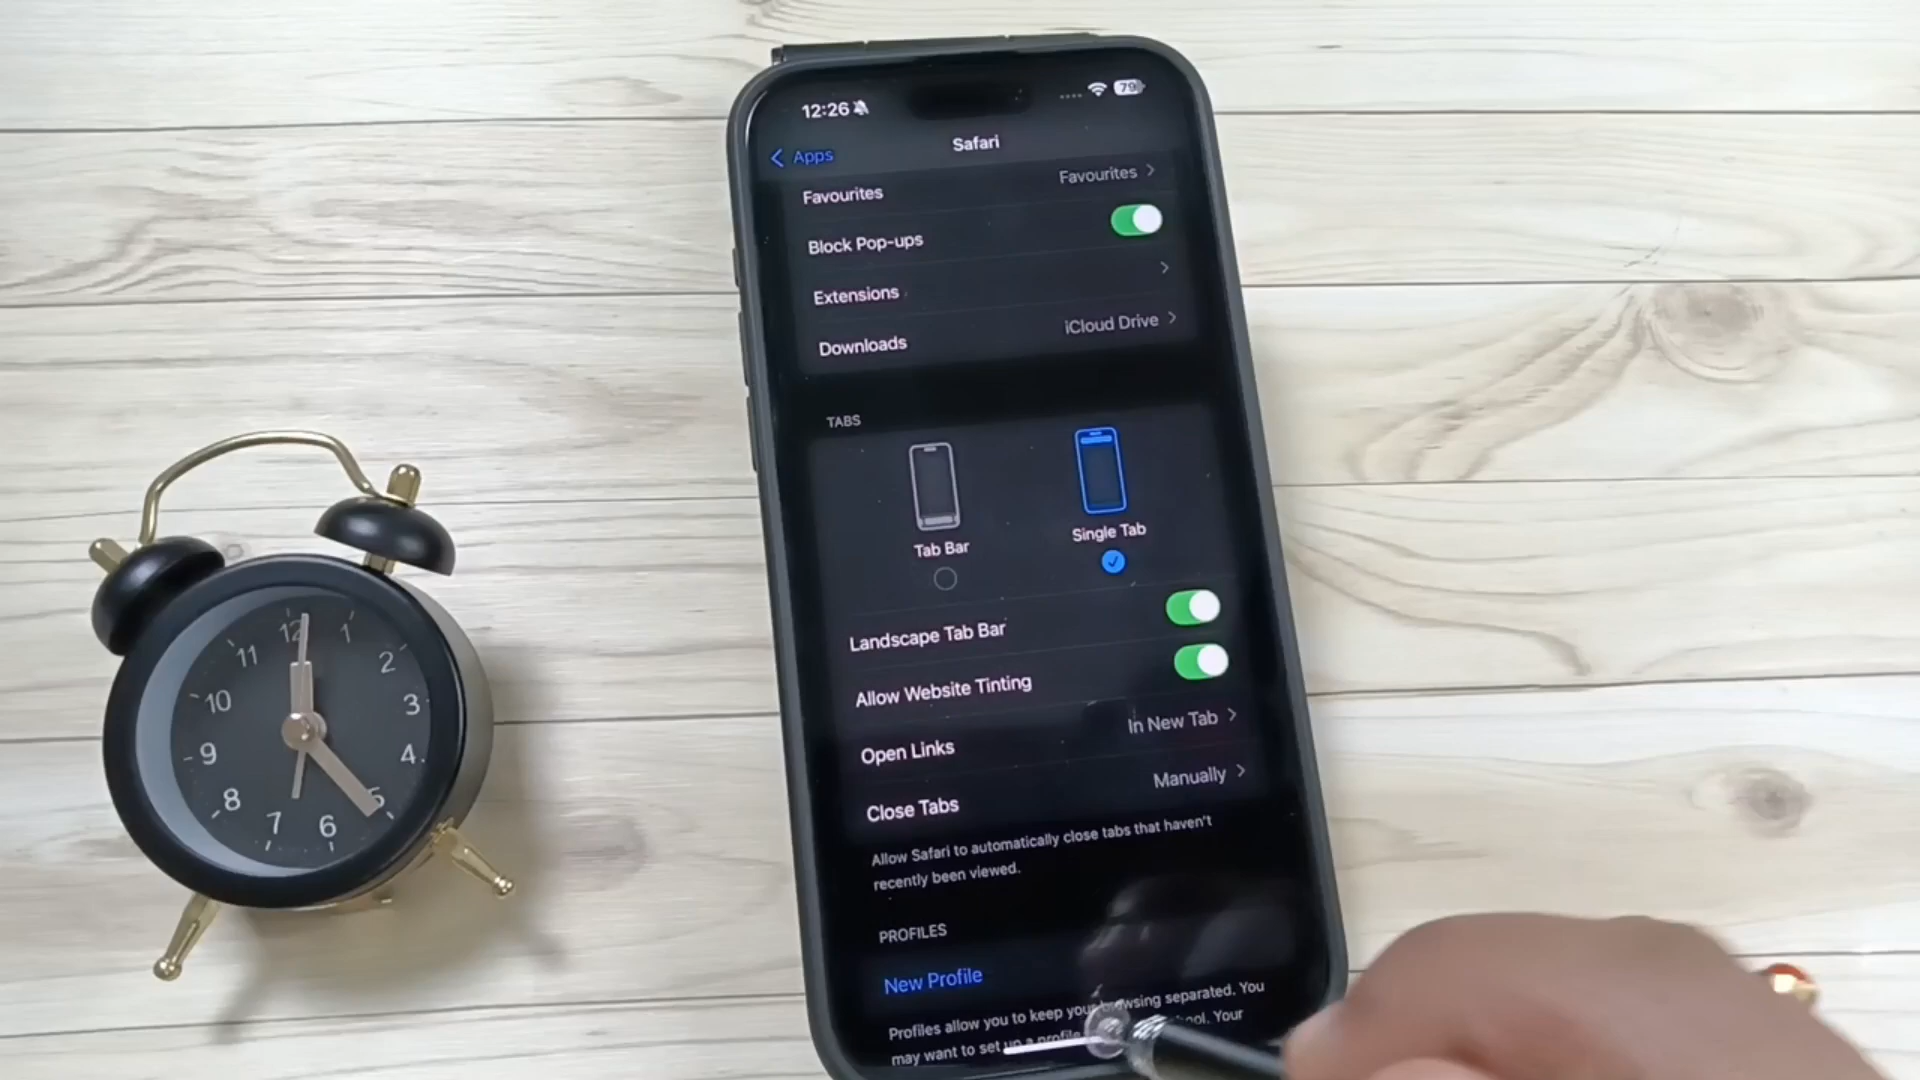 12:26
79
Apps
Safari
Favourites
Favourites
Block Pop-ups
Extensions
Downloads
iCloud Drive
TABS
Tab Bar
Single Tab
Landscape Tab Bar
Allow Website Tinting
Open Links
In New Tab
Close Tabs
Manually
Allow Safari to automatically close tabs that haven't
recently been viewed.
PROFILES
New Profile
Profiles allow you to keep your browsing separated. You
may want to set up a profile Your
12
1
2
3
4
5
6
7
8
9
10
11